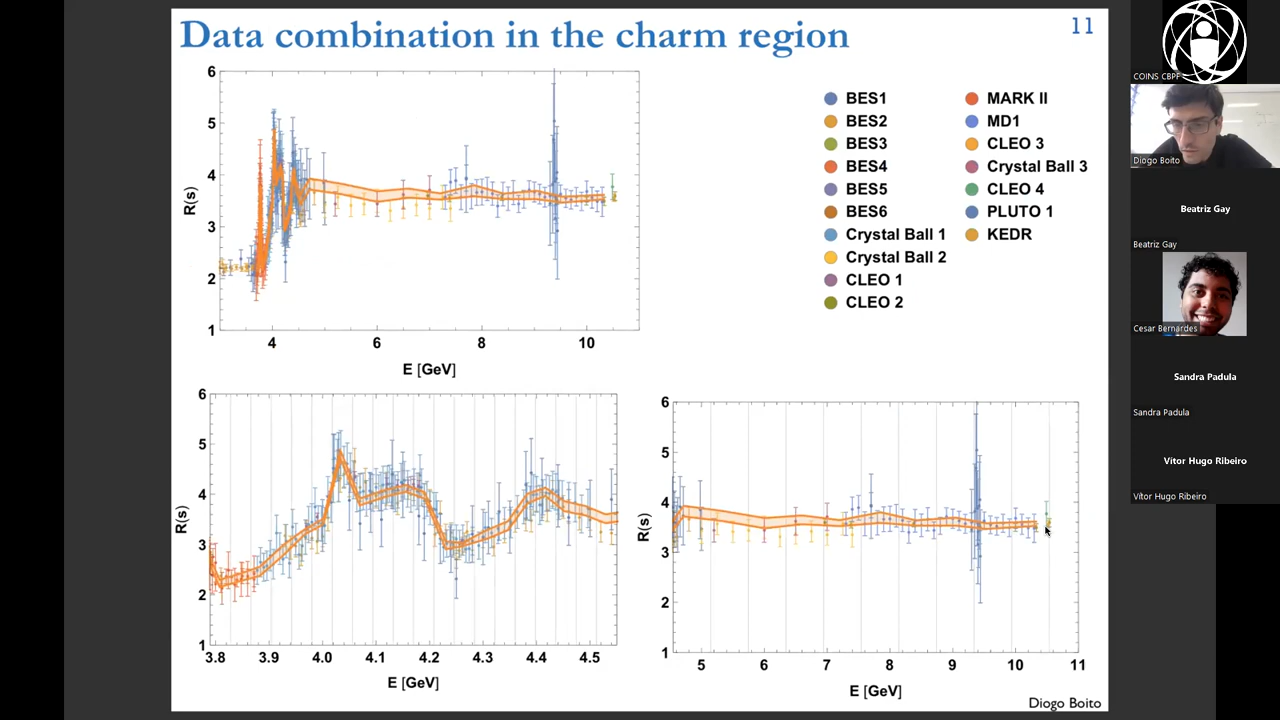 Data combination in the charm region
11
6
5
4
3
2
1
R(s)
4 6 8 10
E [GeV]
BES1
BES2
BES3
BES4
BES5
BES6
Crystal Ball 1
Crystal Ball 2
CLEO 1
CLEO 2
MARK II
MD1
CLEO 3
Crystal Ball 3
CLEO 4
PLUTO 1
KEDR
6
5
4
3
2
1
R(s)
3.8 3.9 4.0 4.1 4.2 4.3 4.4 4.5
E [GeV]
6
5
4
3
2
1
R(s)
5 6 7 8 9 10 11
E [GeV]
Diogo Boito
COINS CBPF
Diogo Boito
Beatriz Gay
Beatriz Gay
Cesar Bernardes
Sandra Padula
Sandra Padula
Vítor Hugo Ribeiro
Vítor Hugo Ribeiro